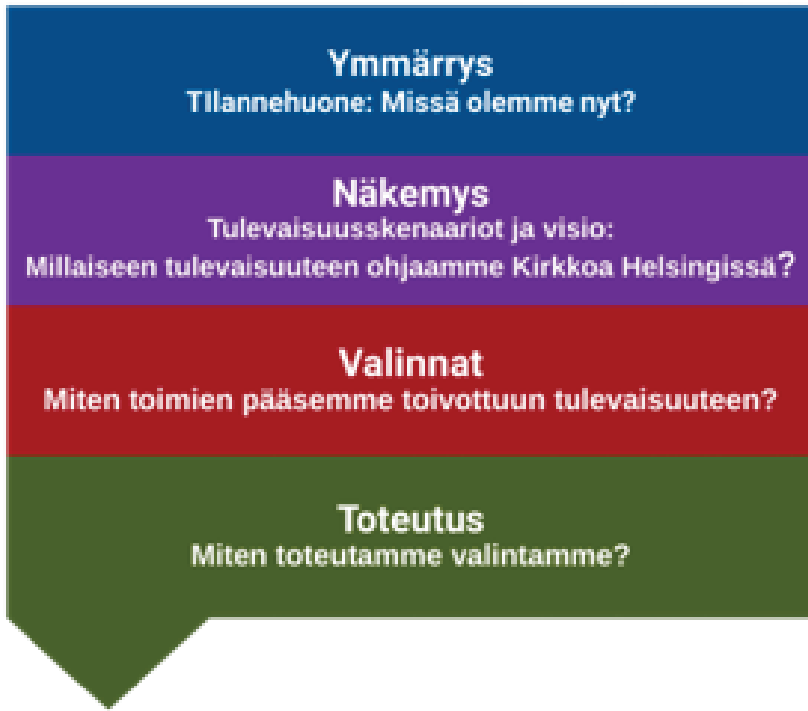 Ymmärrys
TIlannehuone: Missä olemme nyt?
Näkemys
Tulevaisuusskenaariot ja visio:
Millaiseen tulevaisuuteen ohjaamme Kirkkoa Helsingissä?
Valinnat
Miten toimien pääsemme toivottuun tulevaisuuteen?
Toteutus
Miten toteutamme valintamme?